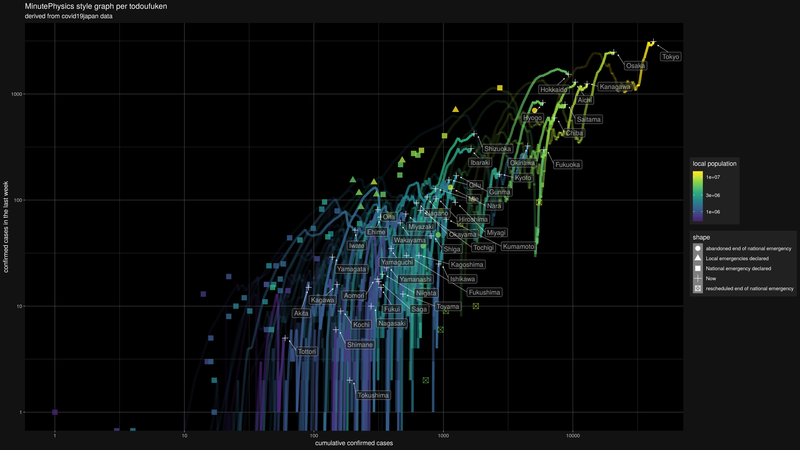 MinutePhysics style graph per todoufuken
derived from covid19japan data
confirmed cases in the last week
1000
100
10
1
Tokyo
Osaka
Hokkaido
Kanagawa
Aichi
Hyogo
Saitama
Chiba
Shizuoka
Ibaraki
Okinawa
Fukuoka
Kyoto
Gifu
Gunma
Mie
Nara
Oita
Nagano
Hiroshima
Ehime
Miyazaki
Okayama
Miyagi
Iwate
Wakayama
Shiga
Tochigi
Kumamoto
Yamagata
Yamaguchi
Kagoshima
Yamanashi
Ishikawa
Kagawa
Aomori
Niigata
Fukushima
Akita
Fukui
Saga
Toyama
Kochi
Nagasaki
Shimane
Tottori
Tokushima
1
10
100
1000
10000
cumulative confirmed cases
local population
1e+07
3e+06
1e+06
shape
abandoned end of national emergency
Local emergencies declared
National emergency declared
Now
rescheduled end of national emergency